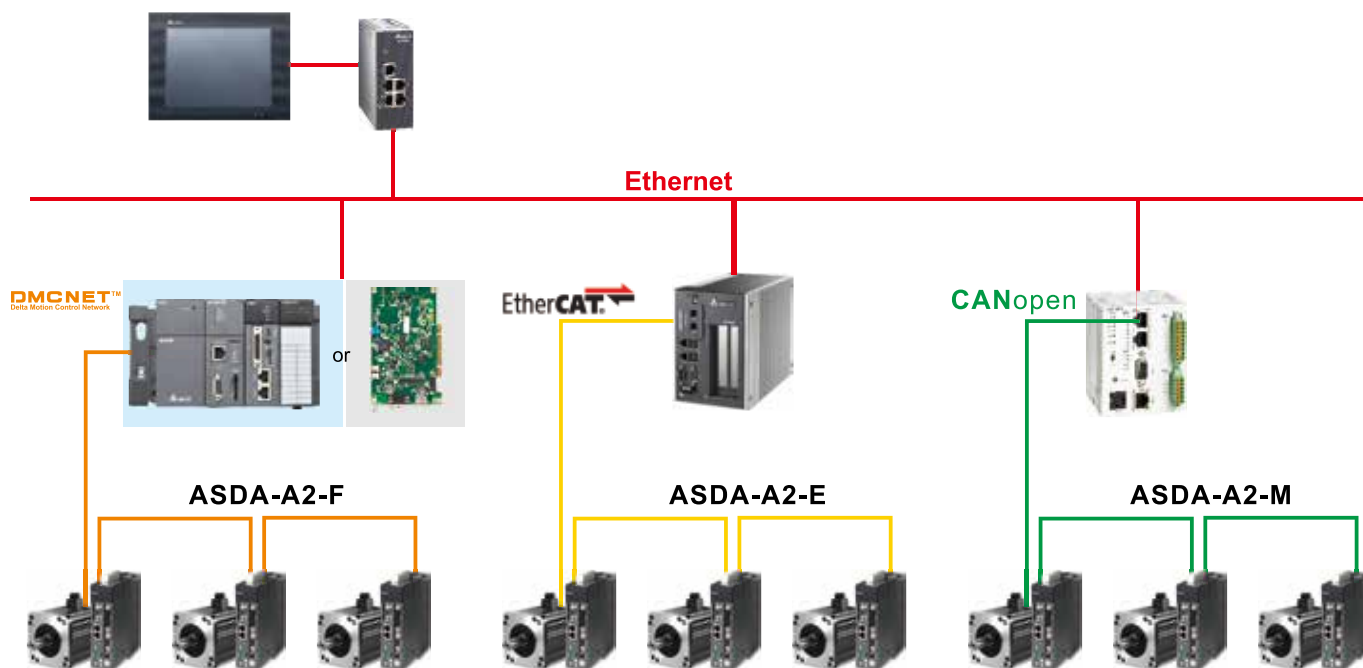 Ethernet
DMCNET™
Delta Motion Control Network
or
EtherCAT®
CANopen
ASDA-A2-F
ASDA-A2-E
ASDA-A2-M